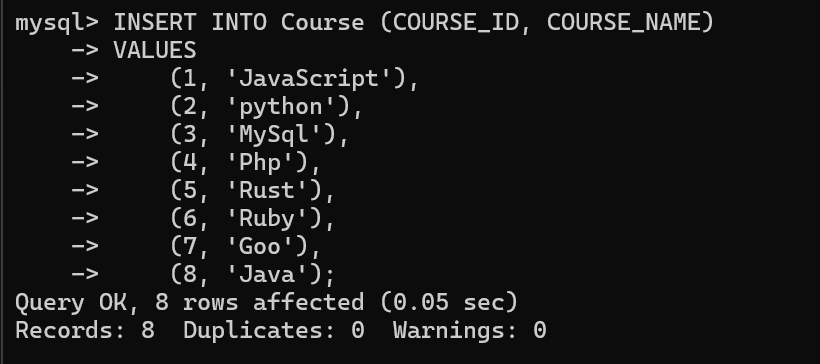 mysql> INSERT INTO Course (COURSE_ID, COURSE_NAME)
    -> VALUES
    ->     (1, 'JavaScript'),
    ->     (2, 'python'),
    ->     (3, 'MySql'),
    ->     (4, 'Php'),
    ->     (5, 'Rust'),
    ->     (6, 'Ruby'),
    ->     (7, 'Goo'),
    ->     (8, 'Java');
Query OK, 8 rows affected (0.05 sec)
Records: 8  Duplicates: 0  Warnings: 0